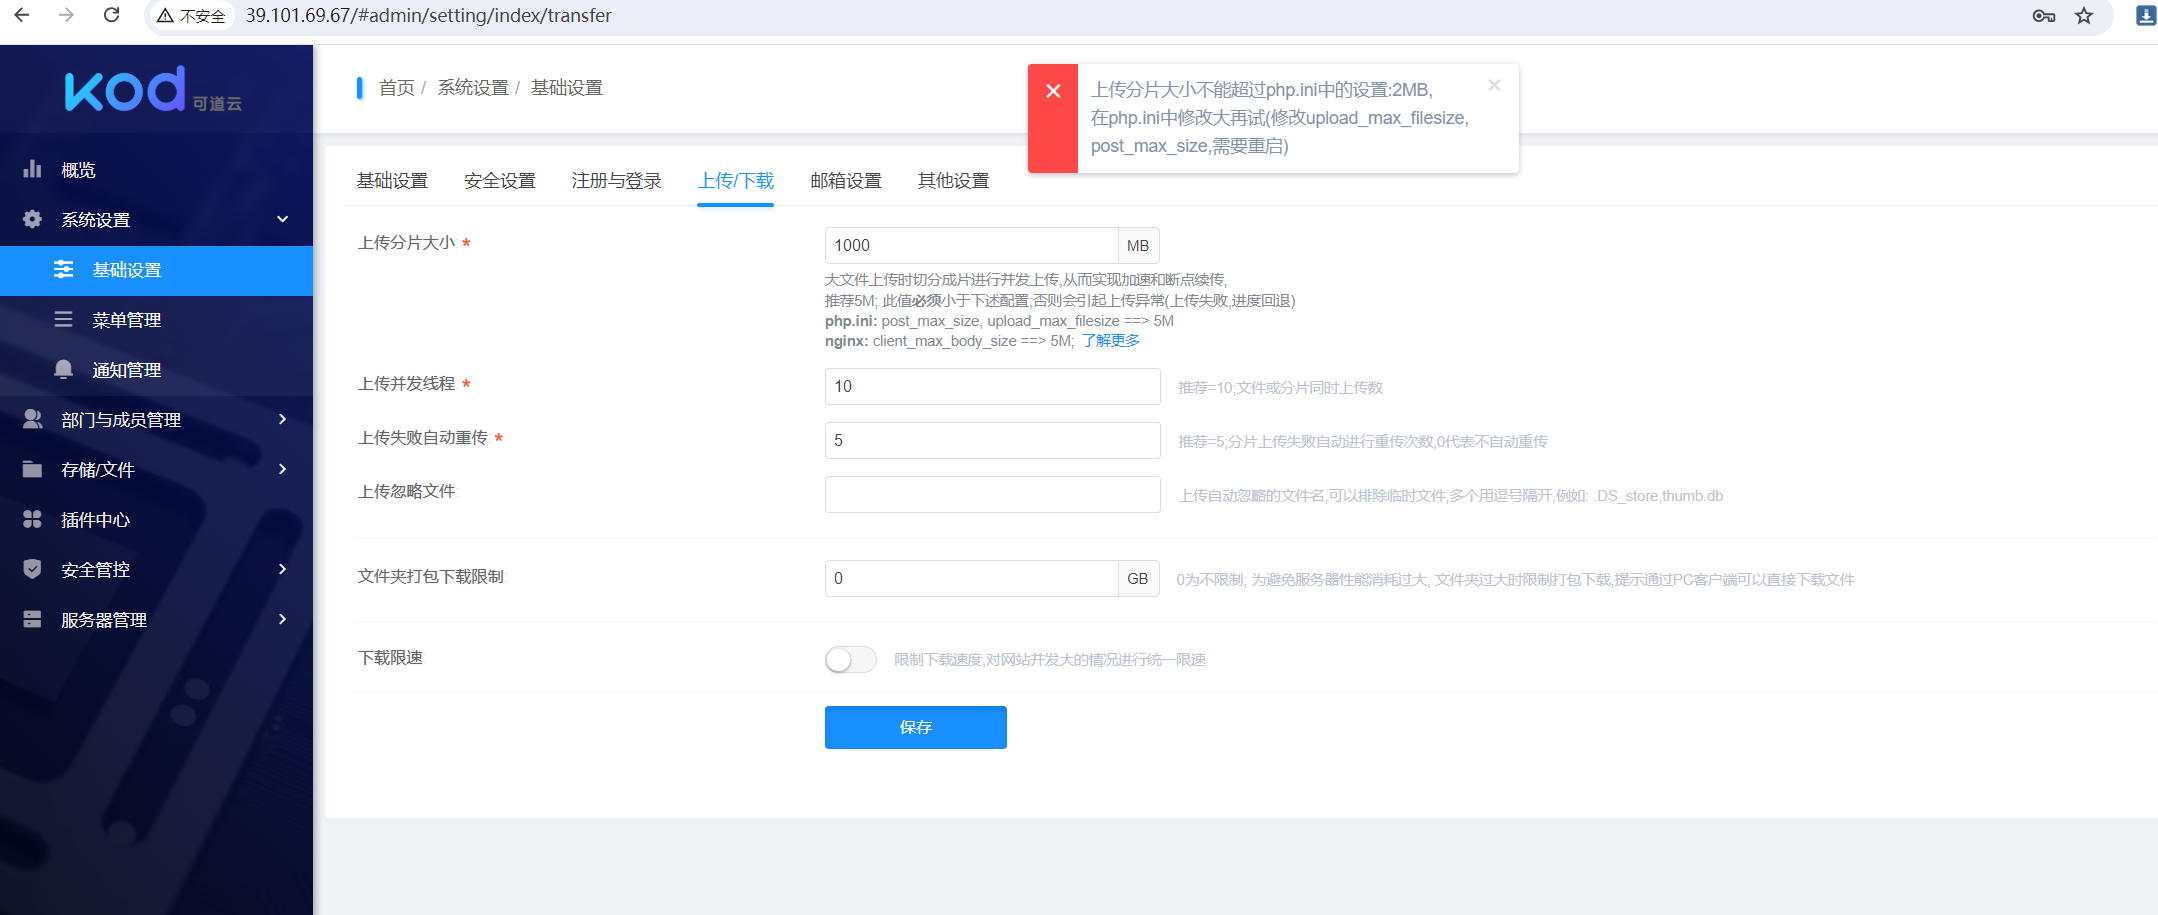 不安全 39.101.69.67/#admin/setting/index/transfer
kod 可道云
首页 / 系统设置 / 基础设置
上传分片大小不能超过php.ini中的设置:2MB,
在php.ini中修改大再试(修改upload_max_filesize,
post_max_size,需要重启)
概览
系统设置
基础设置
菜单管理
通知管理
部门与成员管理
存储/文件
插件中心
安全管控
服务器管理
基础设置 安全设置 注册与登录 上传/下载 邮箱设置 其他设置
上传分片大小 * 1000 MB
大文件上传时切分成片进行并发上传,从而实现加速和断点续传,
推荐5M; 此值必须小于下述配置;否则会引起上传异常(上传失败,进度回退)
php.ini: post_max_size, upload_max_filesize ==> 5M
nginx: client_max_body_size ==> 5M; 了解更多
上传并发线程 * 10 推荐=10;文件或分片同时上传数
上传失败自动重传 * 5 推荐=5;分片上传失败自动进行重传次数,0代表不自动重传
上传忽略文件: 上传自动忽略的文件名,可以排除临时文件,多个用逗号隔开,例如: .DS_store,thumb.db
文件夹打包下载限制: 0 GB 0为不限制; 为避免服务器性能消耗过大, 文件夹过大时限制打包下载,提示通过PC客户端可以直接下载文件
下载限速: 限制下载速度,对网站并发大的情况进行统一限速
保存